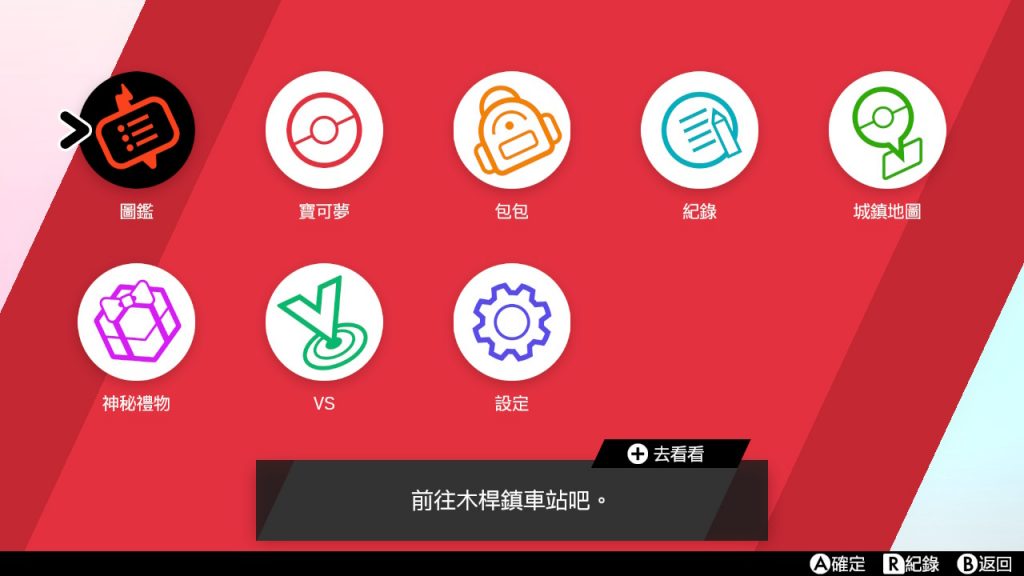 圖鑑
寶可夢
包包
紀錄
城鎮地圖
神秘禮物
VS
設定
去看看
前往木桿鎮車站吧。
A確定 R紀錄 B返回